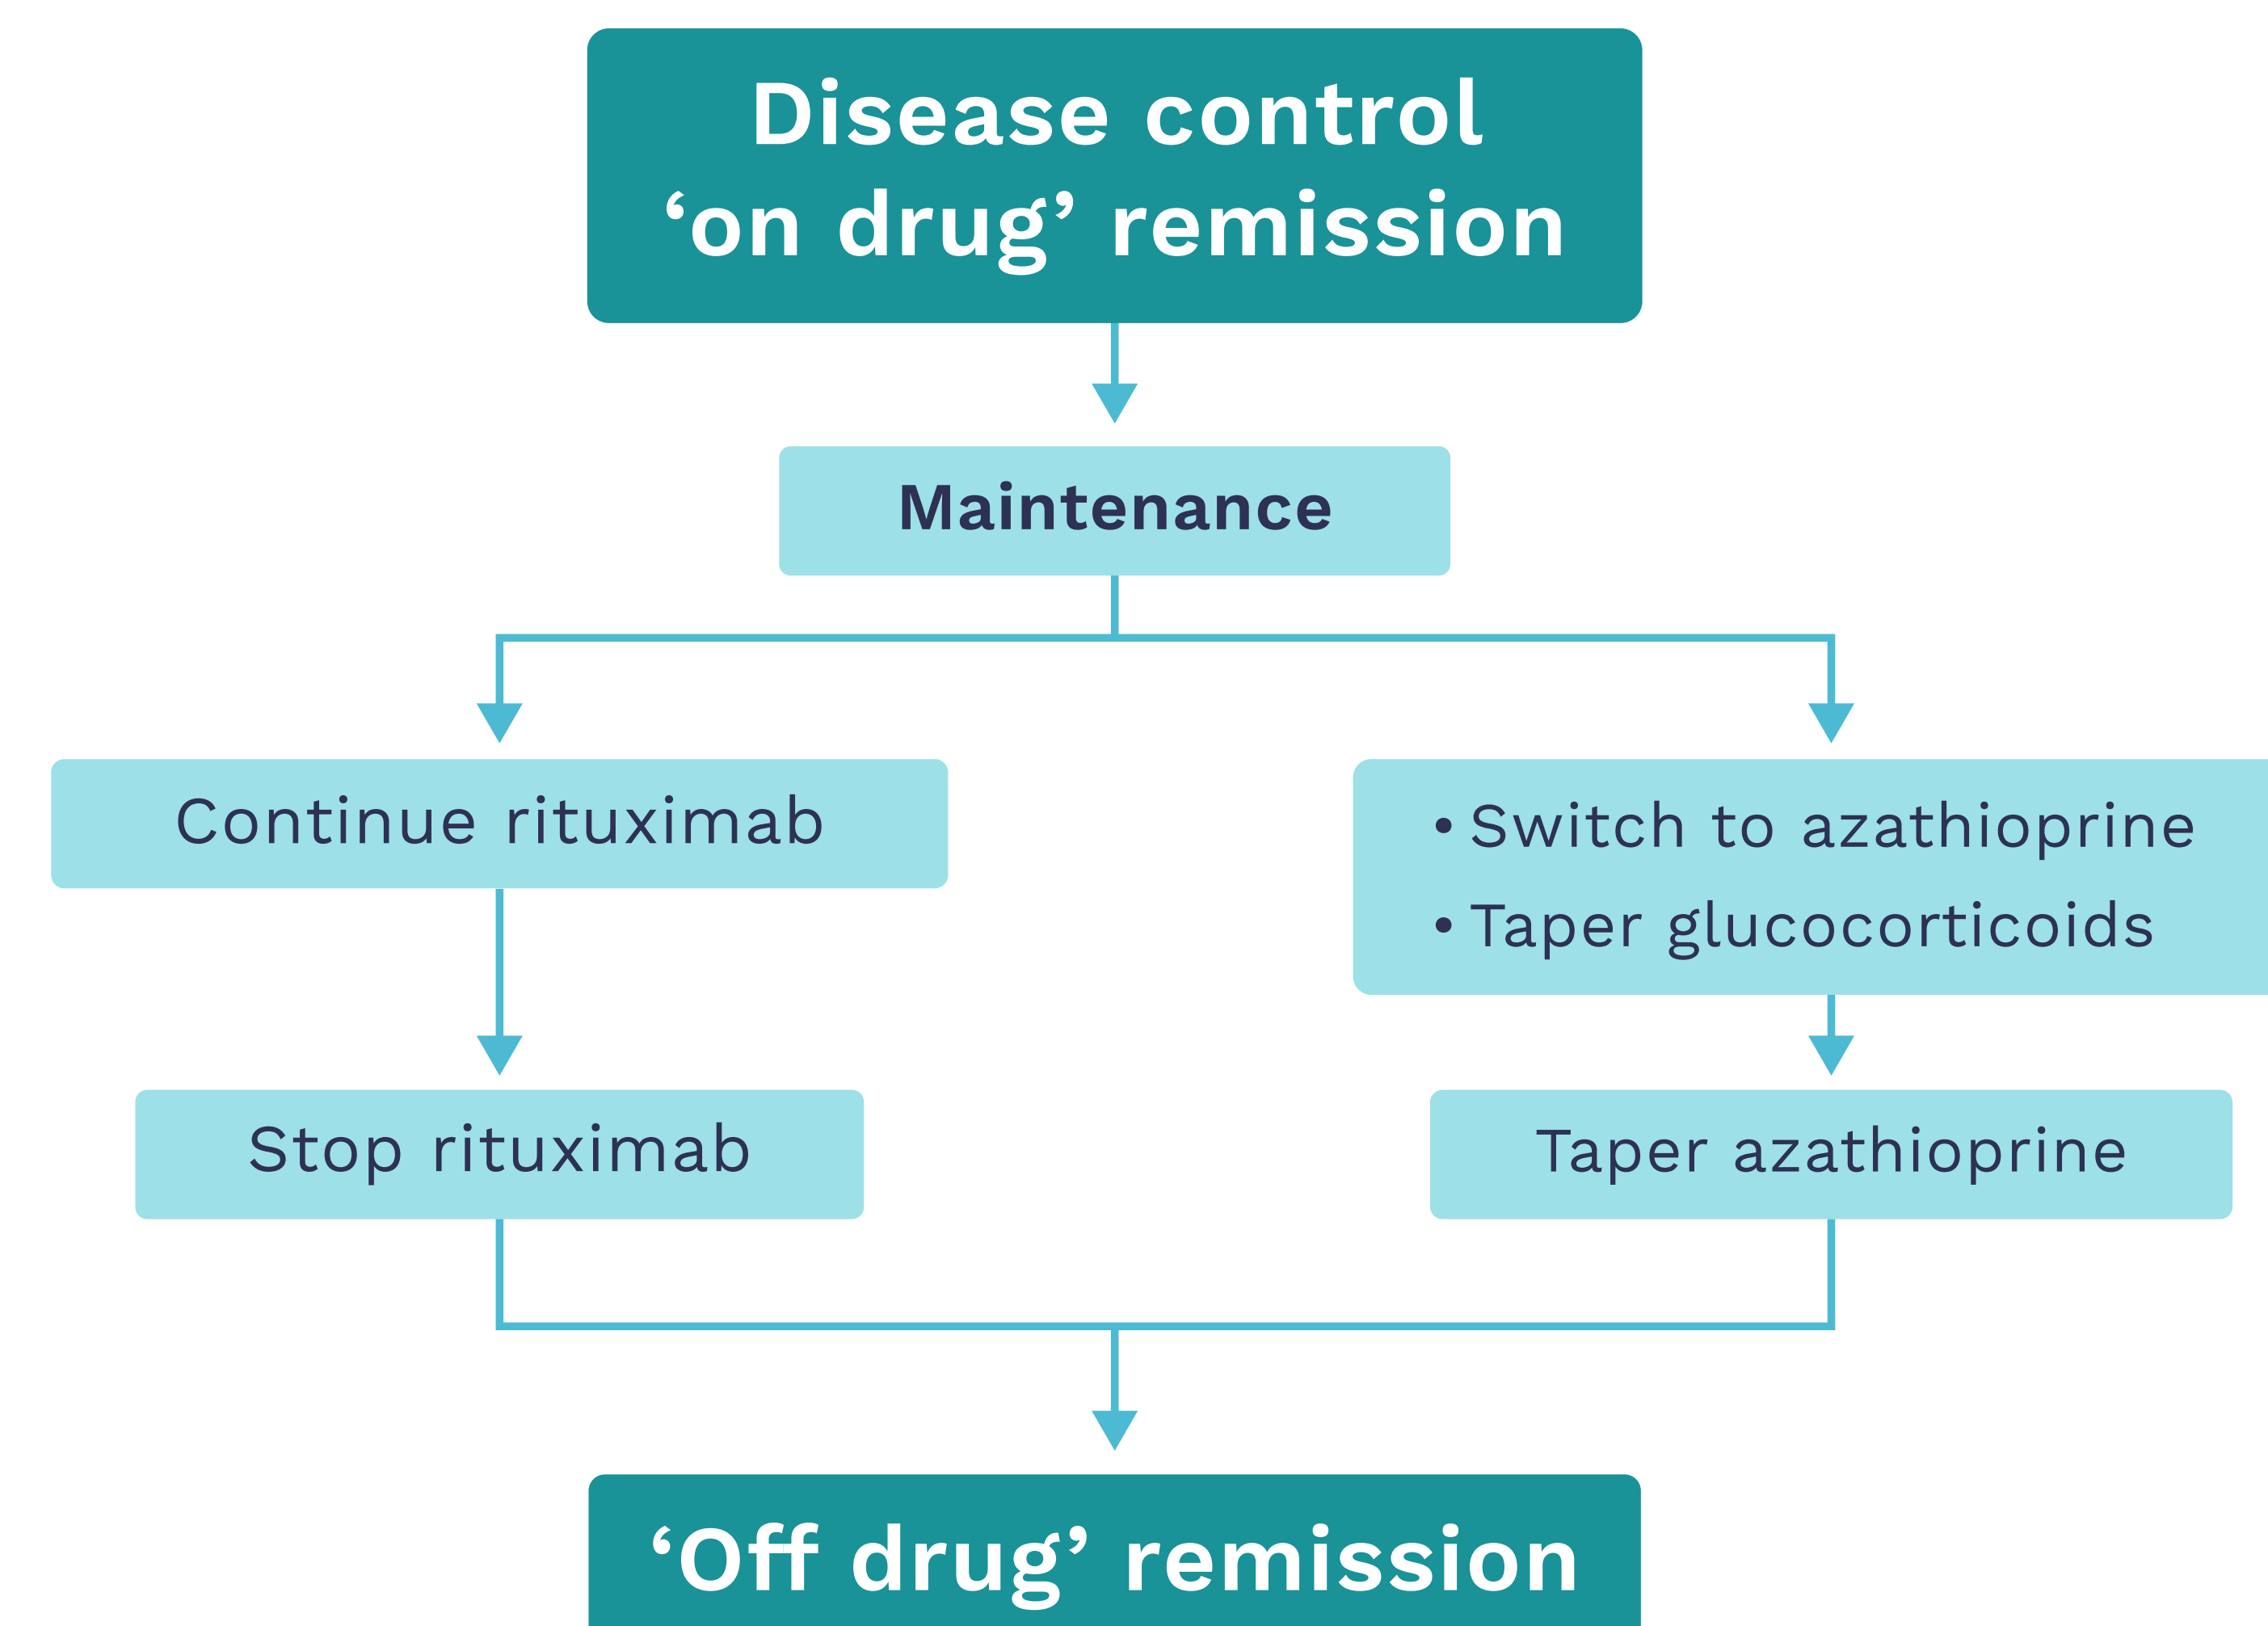 Disease control
‘on drug’ remission
Maintenance
Continue rituximab
• Switch to azathioprine
• Taper glucocorticoids
Stop rituximab
Taper azathioprine
‘Off drug’ remission